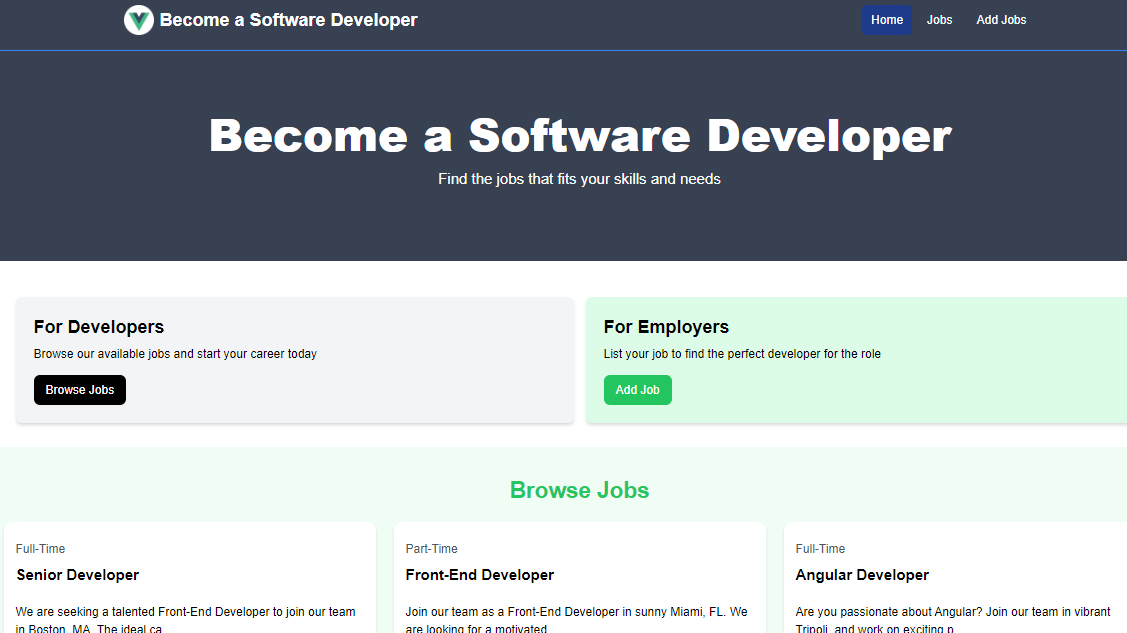 Become a Software Developer
Home
Jobs
Add Jobs
Become a Software Developer
Find the jobs that fits your skills and needs
For Developers
Browse our available jobs and start your career today
Browse Jobs
For Employers
List your job to find the perfect developer for the role
Add Job
Browse Jobs
Full-Time
Senior Developer
We are seeking a talented Front-End Developer to join our team
in Boston, MA. The ideal ca
Part-Time
Front-End Developer
Join our team as a Front-End Developer in sunny Miami, FL. We
are looking for a motivated
Full-Time
Angular Developer
Are you passionate about Angular? Join our team in vibrant
Tripoli, and work on exciting p